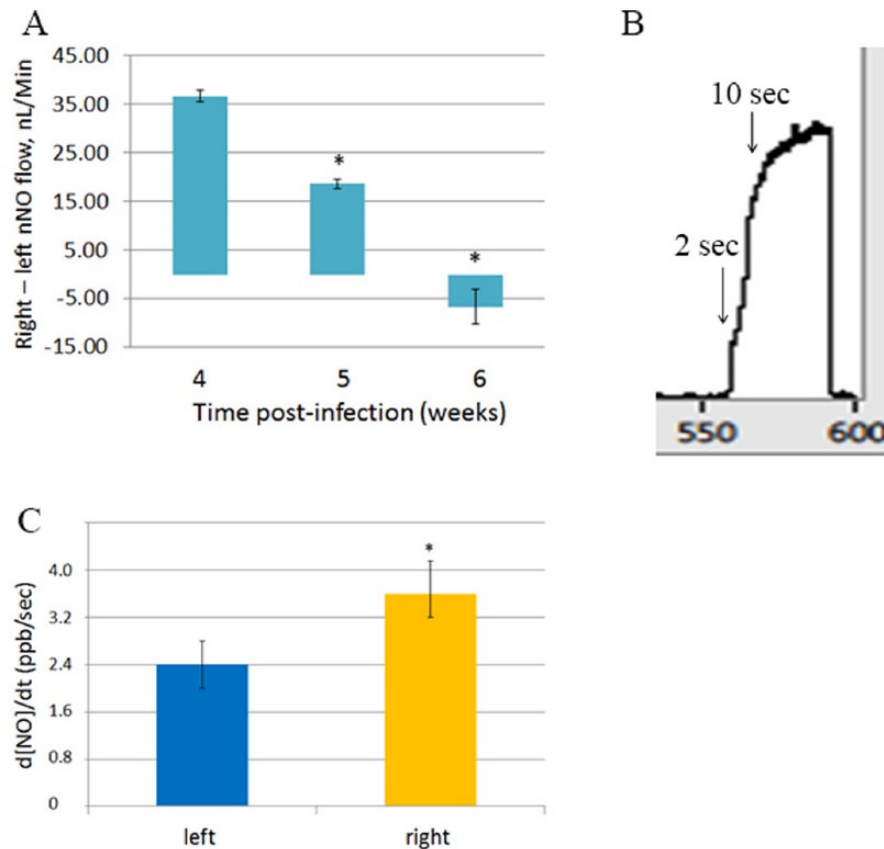 A
45.00
35.00
25.00
15.00
5.00
-5.00
-15.00
Right – left nNO flow, nL/Min
*
*
4 5 6
Time post-infection (weeks)
B
10 sec
2 sec
550 600
C
4.0
3.2
2.4
1.6
0.8
0
d[NO]/dt (ppb/sec)
*
left right